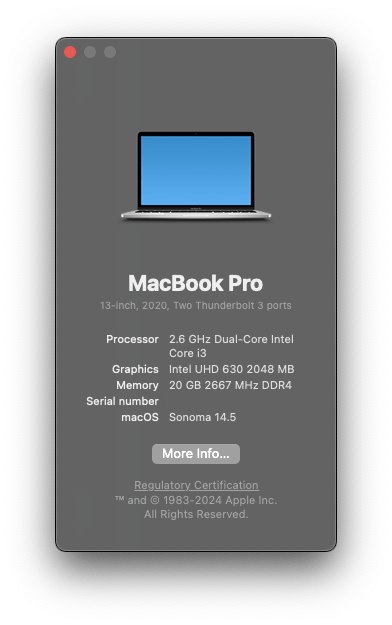 MacBook Pro
13-inch, 2020, Two Thunderbolt 3 ports
Processor 2.6 GHz Dual-Core Intel
Core i3
Graphics Intel UHD 630 2048 MB
Memory 20 GB 2667 MHz DDR4
Serial number
macOS Sonoma 14.5
More Info...
Regulatory Certification
™ and © 1983-2024 Apple Inc.
All Rights Reserved.